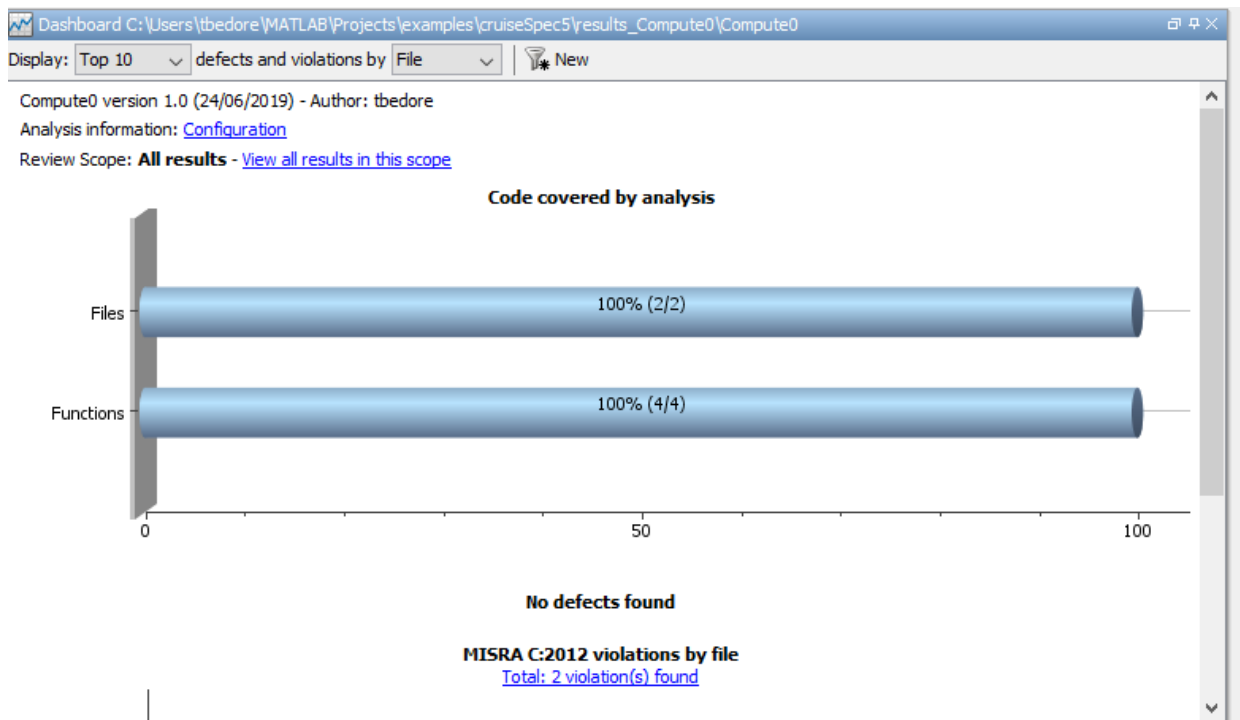 Dashboard C:\Users\tbedore\MATLAB\Projects\examples\cruiseSpec5\results_Compute0\Compute0
Display: Top 10 defects and violations by File New
Compute0 version 1.0 (24/06/2019) - Author: tbedore
Analysis information: Configuration
Review Scope: All results - View all results in this scope
Code covered by analysis
Files
100% (2/2)
Functions
100% (4/4)
0 50 100
No defects found
MISRA C:2012 violations by file
Total: 2 violation(s) found